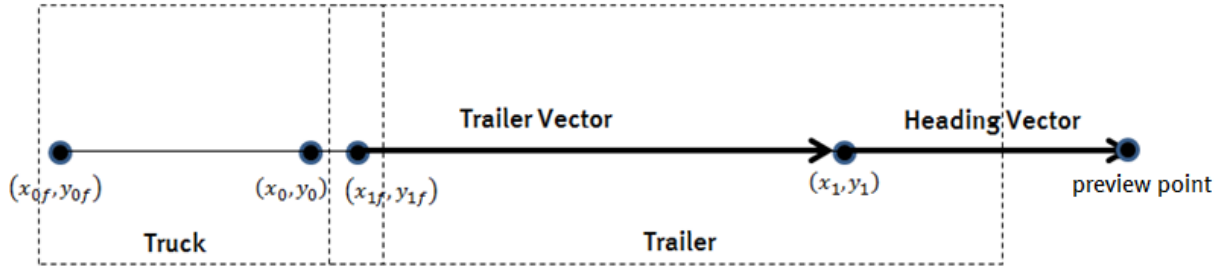 Trailer Vector
Heading Vector
(x₀f, y₀f)
(x₀, y₀)
(x₁f, y₁f)
(x₁, y₁)
preview point
Truck
Trailer